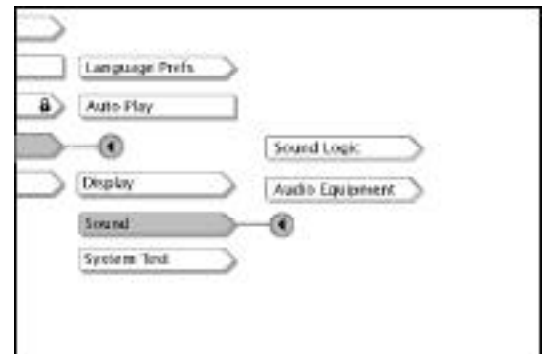 Language Prefs
Auto Play
Sound Logic
Display
Audio Equipment
Sound
System Test